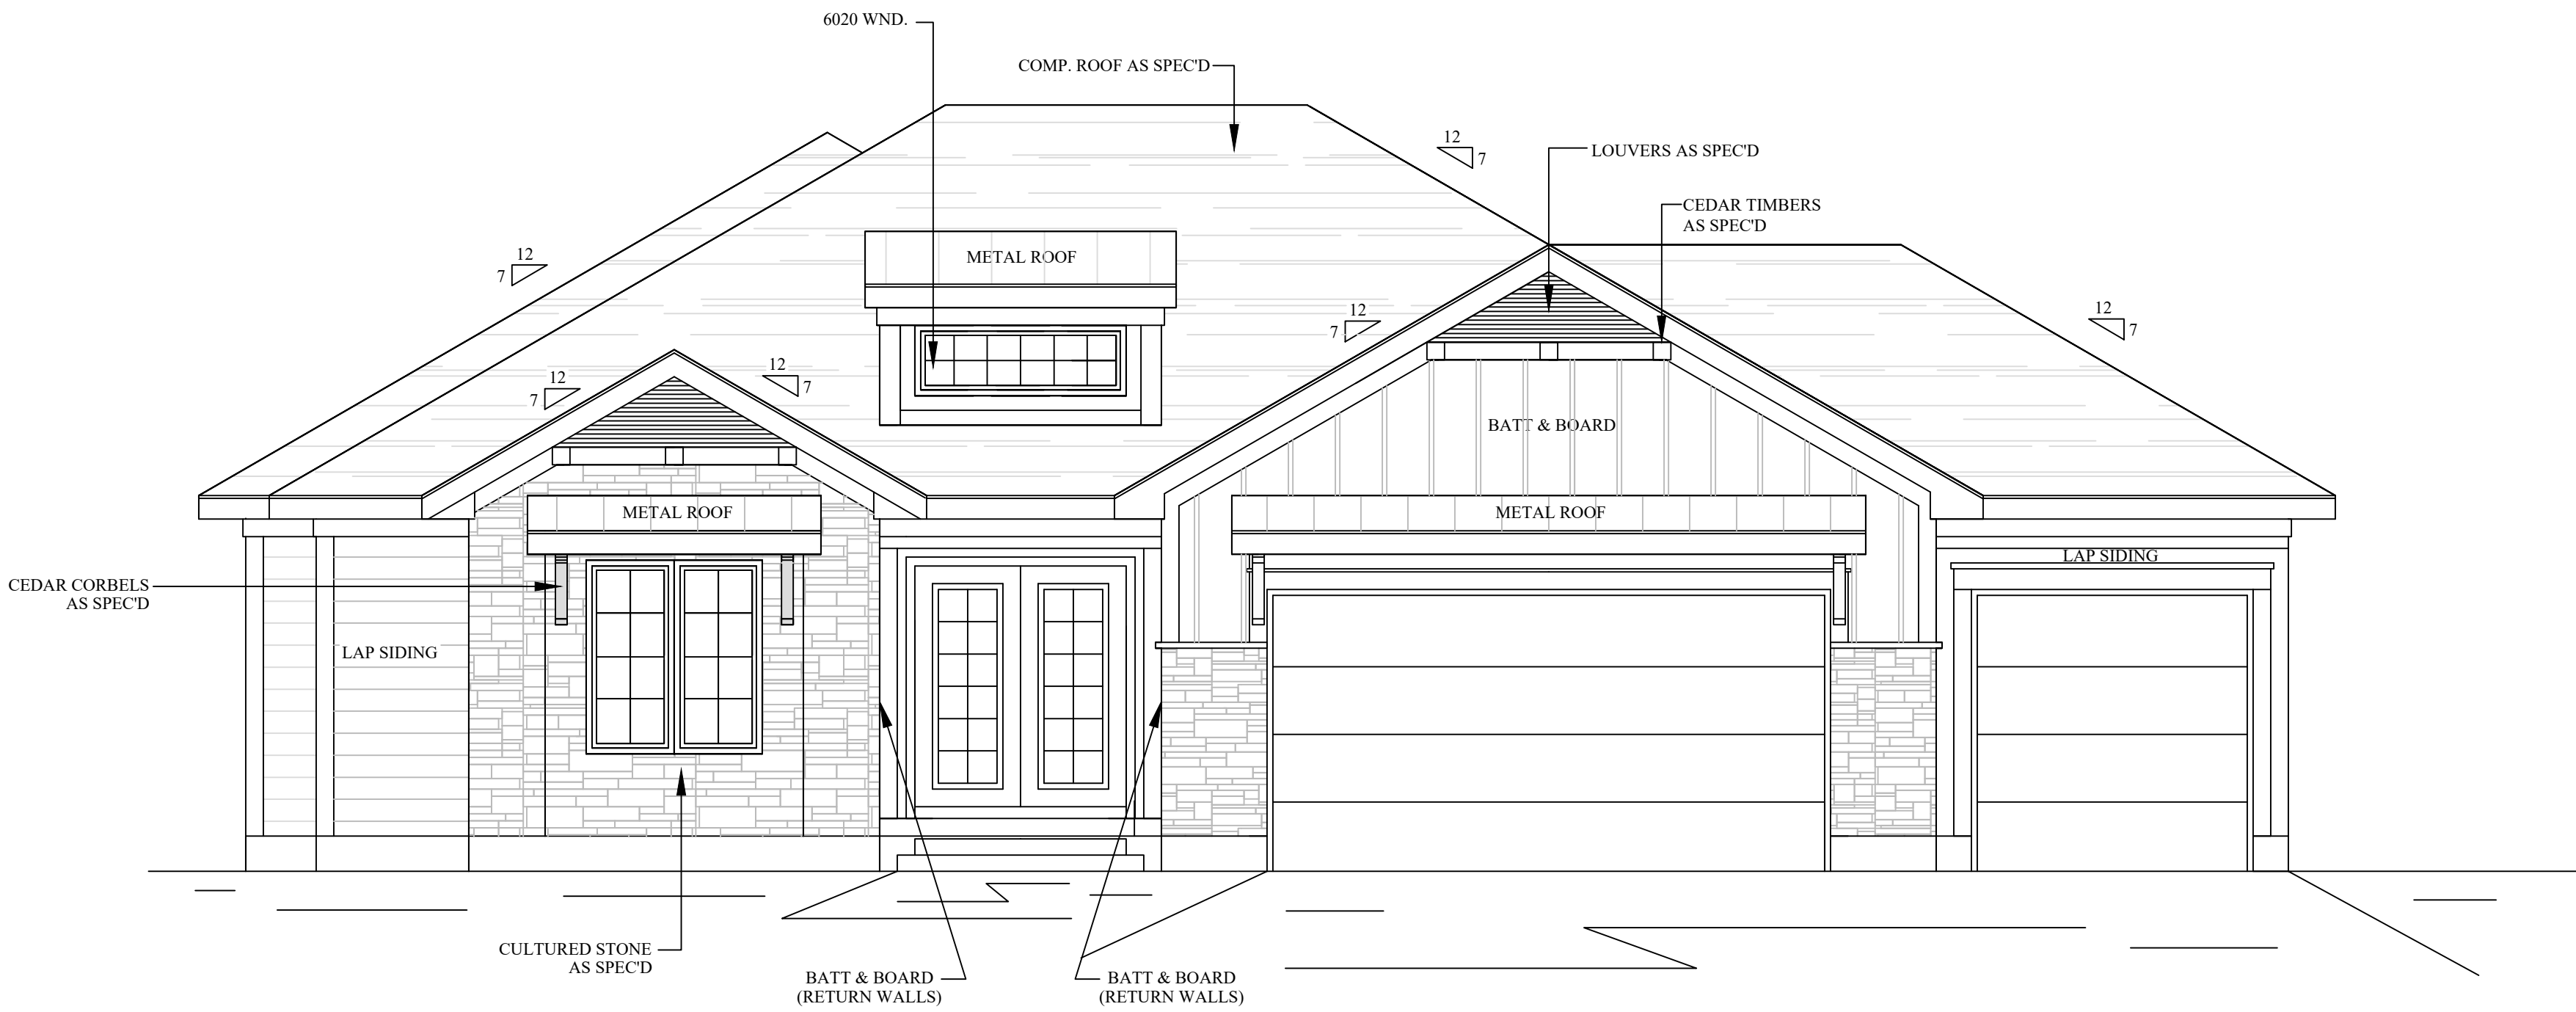 6020 WND.
COMP. ROOF AS SPEC'D
12
7
LOUVERS AS SPEC'D
CEDAR TIMBERS
AS SPEC'D
12
7
METAL ROOF
12
7
12
7
12
7
12
7
BATT & BOARD
METAL ROOF
METAL ROOF
LAP SIDING
CEDAR CORBELS
AS SPEC'D
LAP SIDING
CULTURED STONE
AS SPEC'D
BATT & BOARD
(RETURN WALLS)
BATT & BOARD
(RETURN WALLS)